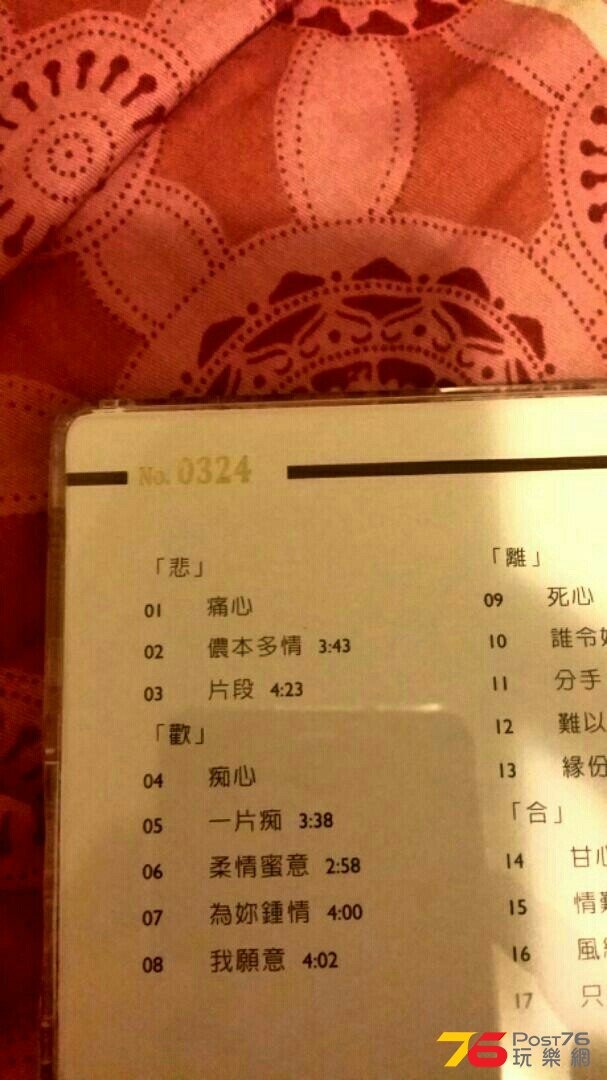 No. 0324
「悲」
01 痛心
02 儂本多情 3:43
03 片段 4:23
「歡」
04 痴心
05 一片痴 3:38
06 柔情蜜意 2:58
07 為妳鍾情 4:00
08 我願意 4:02
「離」
09 死心
10 誰令
11 分手
12 難以
13 緣份
「合」
14 甘心
15 情難
16 風繼
17 只
76 POST76
玩樂網